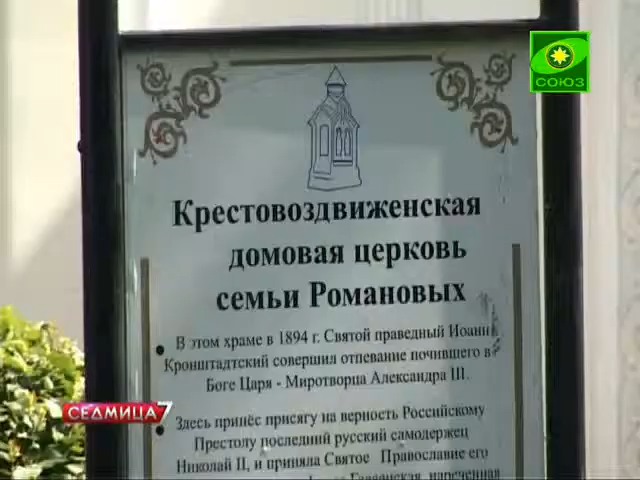 СОЮЗ
Крестовоздвиженская
домовая церковь
семьи Романовых
• В этом храме в 1894 г. Святой праведный Иоанн
Кронштадтский совершил отпевание почившего в
Боге Царя - Миротворца Александра III.
• Здесь принёс присягу на верность Российскому
Престолу последний русский самодержец
Николай II, и приняла Святое Православие его
нареченная
СЕДМИЦА 7